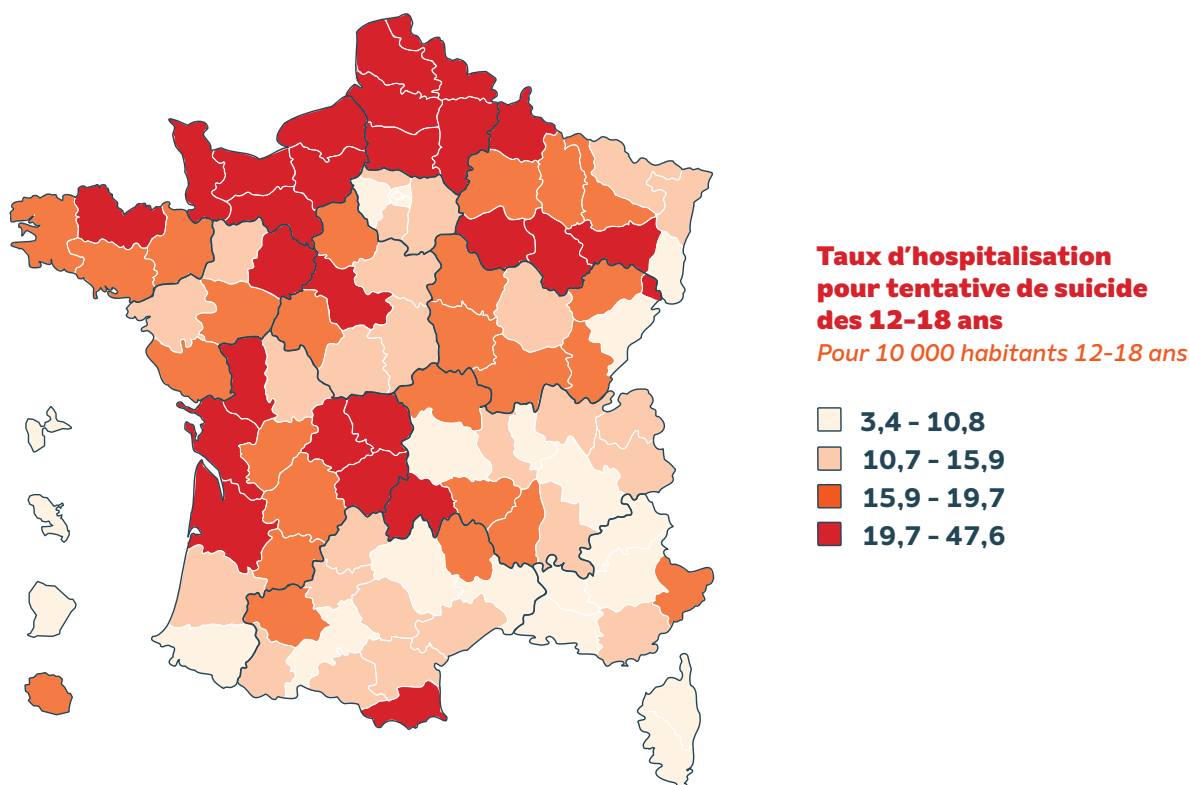 Taux d’hospitalisation
pour tentative de suicide
des 12-18 ans
Pour 10 000 habitants 12-18 ans
3,4 - 10,8
10,7 - 15,9
15,9 - 19,7
19,7 - 47,6